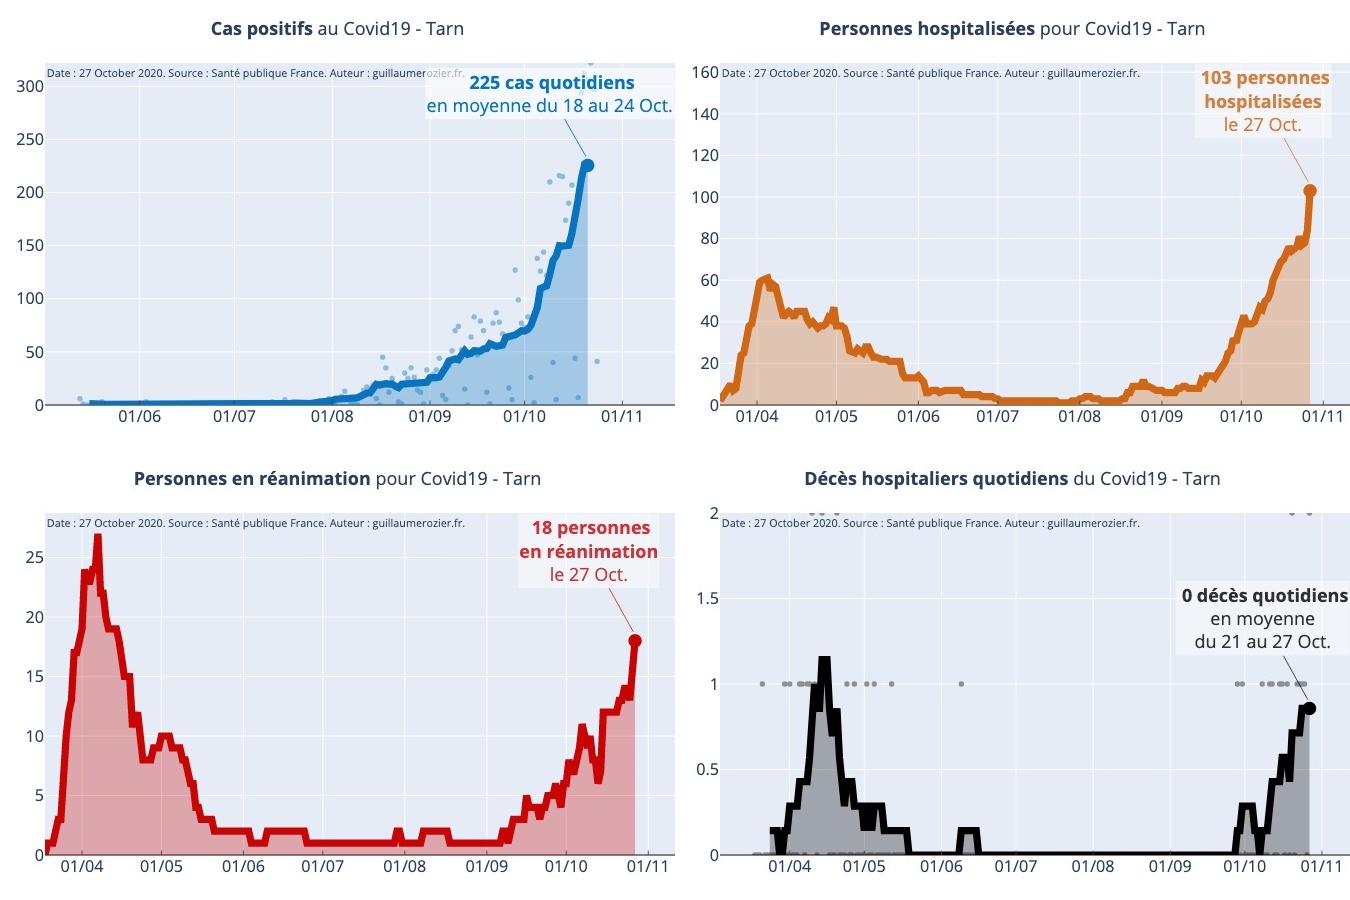 Cas positifs au Covid19 - Tarn
Date : 27 October 2020. Source : Santé publique France. Auteur : guillaumerozier.fr.
225 cas quotidiens
en moyenne du 18 au 24 Oct.
300
250
200
150
100
50
0
01/06 01/07 01/08 01/09 01/10 01/11
Personnes hospitalisées pour Covid19 - Tarn
Date : 27 October 2020. Source : Santé publique France. Auteur : guillaumerozier.fr.
103 personnes
hospitalisées
le 27 Oct.
160
140
120
100
80
60
40
20
0
01/04 01/05 01/06 01/07 01/08 01/09 01/10 01/11
Personnes en réanimation pour Covid19 - Tarn
Date : 27 October 2020. Source : Santé publique France. Auteur : guillaumerozier.fr.
18 personnes
en réanimation
le 27 Oct.
25
20
15
10
5
0
01/04 01/05 01/06 01/07 01/08 01/09 01/10 01/11
Décès hospitaliers quotidiens du Covid19 - Tarn
2
Date : 27 October 2020. Source : Santé publique France. Auteur : guillaumerozier.fr.
0 décès quotidiens
en moyenne
du 21 au 27 Oct.
1.5
1
0.5
0
01/04 01/05 01/06 01/07 01/08 01/09 01/10 01/11